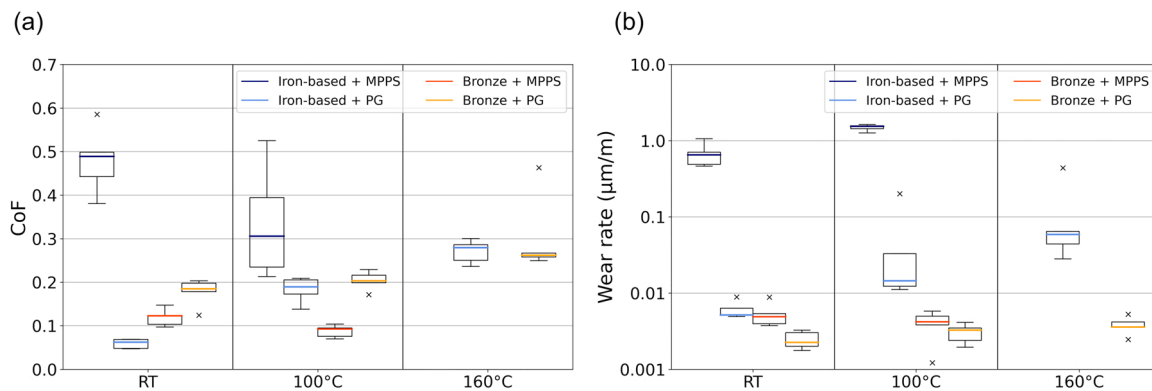 (a)
(b)
0.7
0.6
0.5
0.4
0.3
0.2
0.1
0.0
CoF
Iron-based + MPPS
Iron-based + PG
Bronze + MPPS
Bronze + PG
RT
100°C
160°C
10.0
1.0
0.1
0.01
0.001
Wear rate (μm/m)
Iron-based + MPPS
Iron-based + PG
Bronze + MPPS
Bronze + PG
RT
100°C
160°C